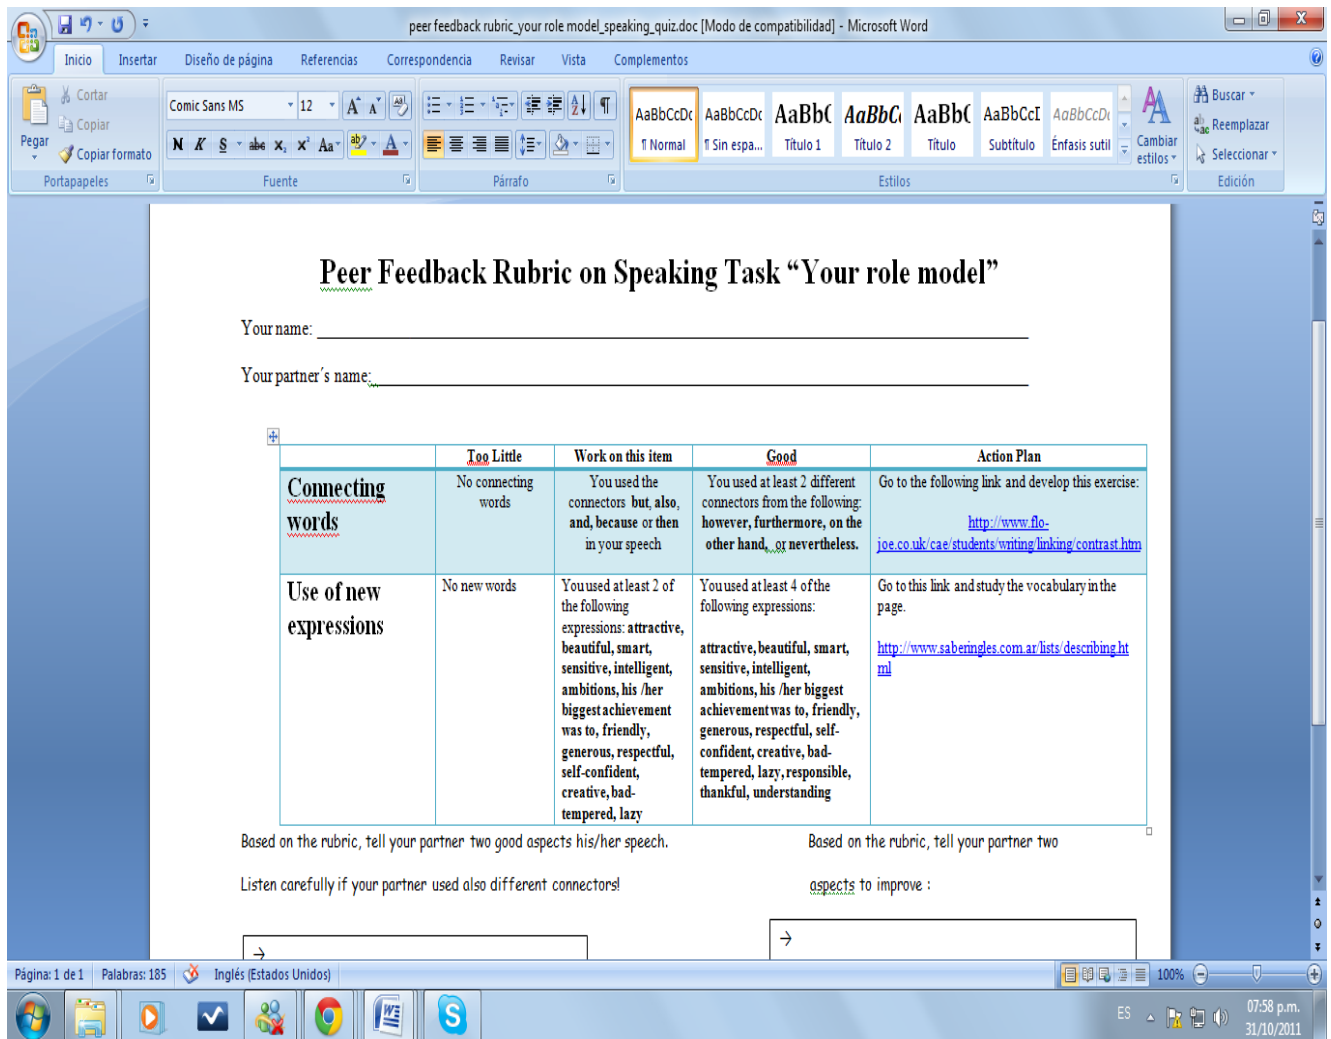 peer feedback rubric_your role model_speaking_quiz.doc [Modo de compatibilidad] - Microsoft Word
Inicio Insertar Diseño de página Referencias Correspondencia Revisar Vista Complementos
Pegar
Cortar
Copiar
Copiar formato
Portapapeles
Comic Sans MS 12
N K S abc X₂ X² Aa
Fuente
Párrafo
AaBbCcDc AaBbCcDc AaBbC AaBbC AaBbC AaBbCcI AaBbCcDc
¶ Normal ¶ Sin espa... Título 1 Título 2 Título Subtítulo Énfasis sutil
Cambiar
estilos
Estilos
Buscar
Reemplazar
Seleccionar
Edición
Peer Feedback Rubric on Speaking Task “Your role model”
Your name:
Your partner´s name:
Too Little Work on this item Good Action Plan
Connecting
words
No connecting
words
You used the
connectors but, also,
and, because or then
in your speech
You used at least 2 different
connectors from the following:
however, furthermore, on the
other hand, or nevertheless.
Go to the following link and develop this exercise:
http://www.flo-
joe.co.uk/cae/students/writing/linking/contrast.htm
Use of new
expressions
No new words
You used at least 2 of
the following
expressions: attractive,
beautiful, smart,
sensitive, intelligent,
ambitions, his /her
biggest achievement
was to, friendly,
generous, respectful,
self-confident,
creative, bad-
tempered, lazy
You used at least 4 of the
following expressions:
attractive, beautiful, smart,
sensitive, intelligent,
ambitions, his /her biggest
achievement was to, friendly,
generous, respectful, self-
confident, creative, bad-
tempered, lazy, responsible,
thankful, understanding
Go to this link and study the vocabulary in the
page.
http://www.saberingles.com.ar/lists/describing.ht
ml
Based on the rubric, tell your partner two good aspects his/her speech.
Listen carefully if your partner used also different connectors!
Based on the rubric, tell your partner two
aspects to improve :
→
→
Página: 1 de 1 Palabras: 185 Inglés (Estados Unidos) 100%
ES 07:58 p.m.
31/10/2011